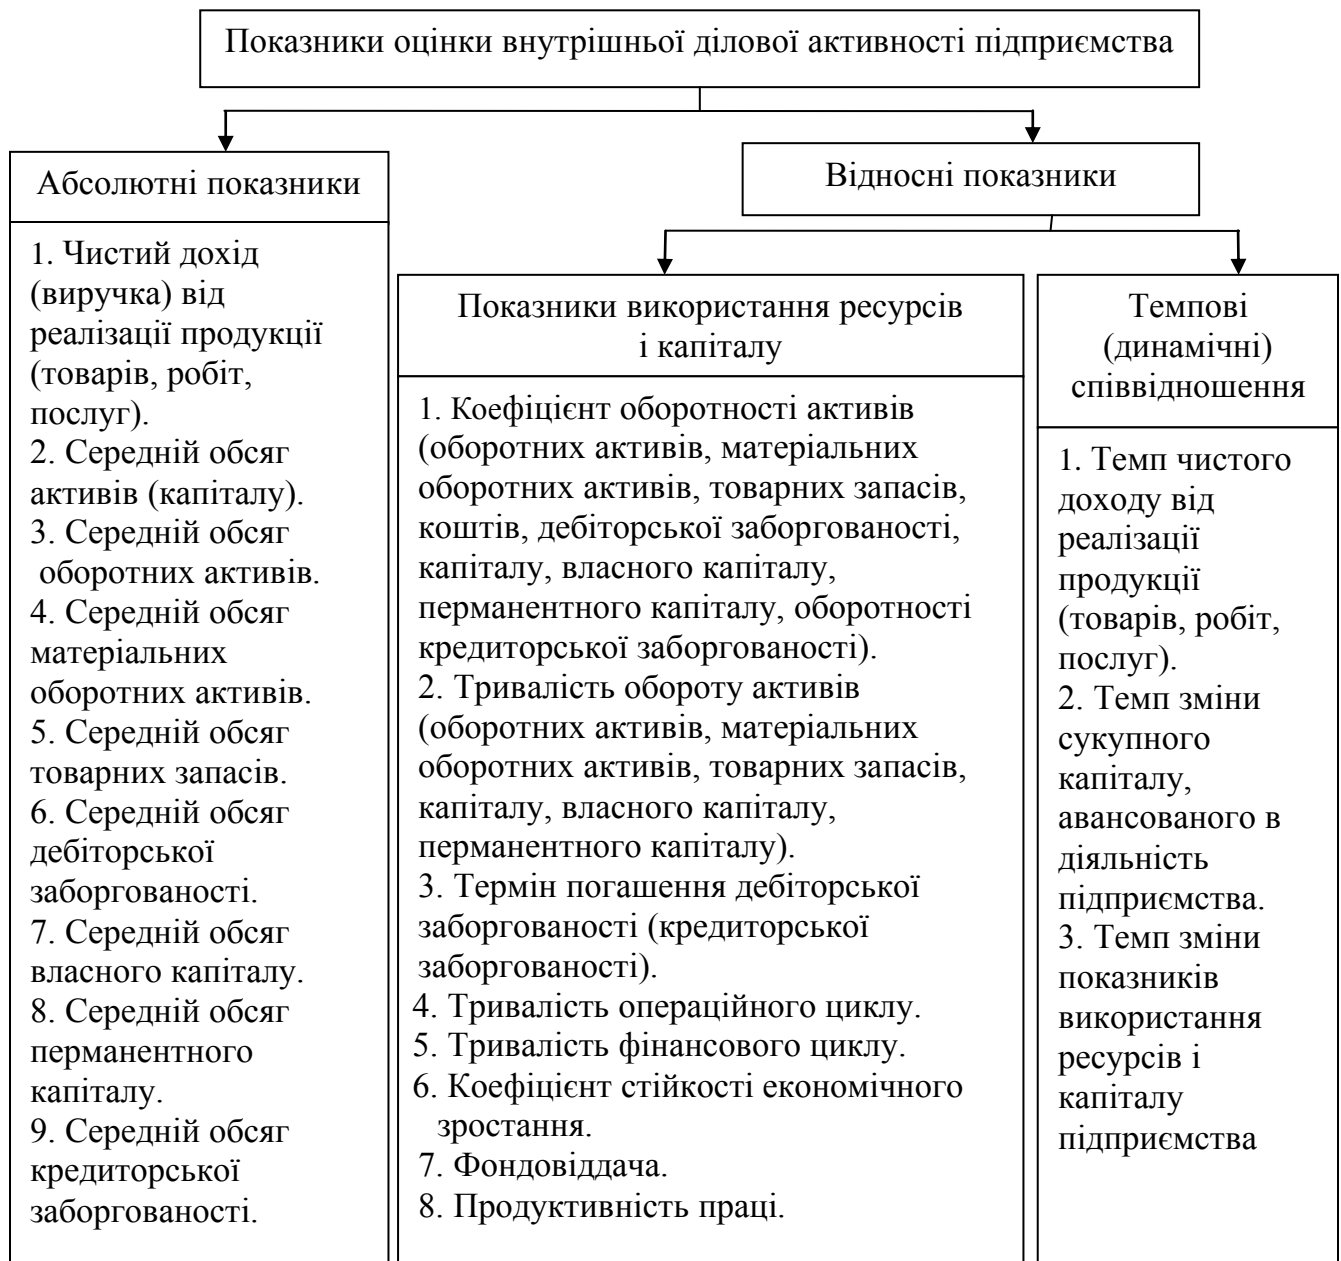 Показники оцінки внутрішньої ділової активності підприємства
Абсолютні показники
1. Чистий дохід
(виручка) від
реалізації продукції
(товарів, робіт,
послуг).
2. Середній обсяг
активів (капіталу).
3. Середній обсяг
оборотних активів.
4. Середній обсяг
матеріальних
оборотних активів.
5. Середній обсяг
товарних запасів.
6. Середній обсяг
дебіторської
заборгованості.
7. Середній обсяг
власного капіталу.
8. Середній обсяг
перманентного
капіталу.
9. Середній обсяг
кредиторської
заборгованості.
Відносні показники
Показники використання ресурсів
і капіталу
1. Коефіцієнт оборотності активів
(оборотних активів, матеріальних
оборотних активів, товарних запасів,
коштів, дебіторської заборгованості,
капіталу, власного капіталу,
перманентного капіталу, оборотності
кредиторської заборгованості).
2. Тривалість обороту активів
(оборотних активів, матеріальних
оборотних активів, товарних запасів,
капіталу, власного капіталу,
перманентного капіталу).
3. Термін погашення дебіторської
заборгованості (кредиторської
заборгованості).
4. Тривалість операційного циклу.
5. Тривалість фінансового циклу.
6. Коефіцієнт стійкості економічного
зростання.
7. Фондовіддача.
8. Продуктивність праці.
Темпові
(динамічні)
співвідношення
1. Темп чистого
доходу від
реалізації
продукції
(товарів, робіт,
послуг).
2. Темп зміни
сукупного
капіталу,
авансованого в
діяльність
підприємства.
3. Темп зміни
показників
використання
ресурсів і
капіталу
підприємства